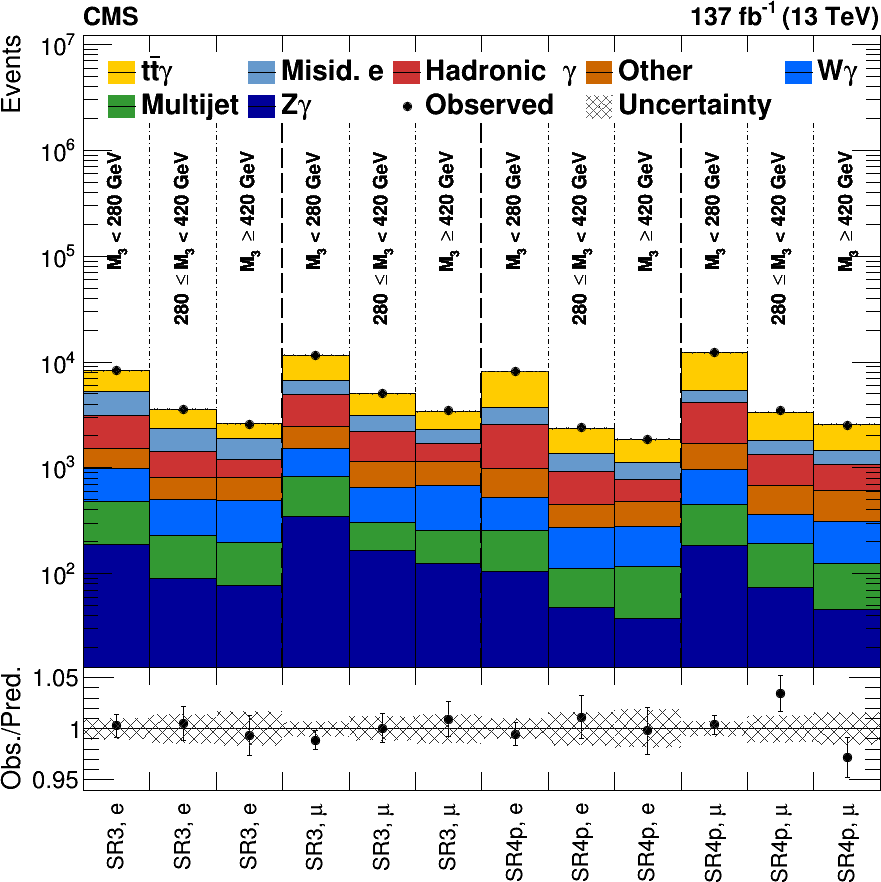 CMS 137 fb⁻¹ (13 TeV)
Events
10⁷
tt̄γ Misid. e Hadronic γ Other Wγ
Multijet Zγ Observed Uncertainty
10⁶
M₃ < 280 GeV
280 ≤ M₃ < 420 GeV
M₃ ≥ 420 GeV
M₃ < 280 GeV
280 ≤ M₃ < 420 GeV
M₃ ≥ 420 GeV
M₃ < 280 GeV
280 ≤ M₃ < 420 GeV
M₃ ≥ 420 GeV
M₃ < 280 GeV
280 ≤ M₃ < 420 GeV
M₃ ≥ 420 GeV
10⁵
10⁴
10³
10²
Obs./Pred.
1.05
1
0.95
SR3, e
SR3, e
SR3, e
SR3, μ
SR3, μ
SR3, μ
SR4p, e
SR4p, e
SR4p, e
SR4p, μ
SR4p, μ
SR4p, μ